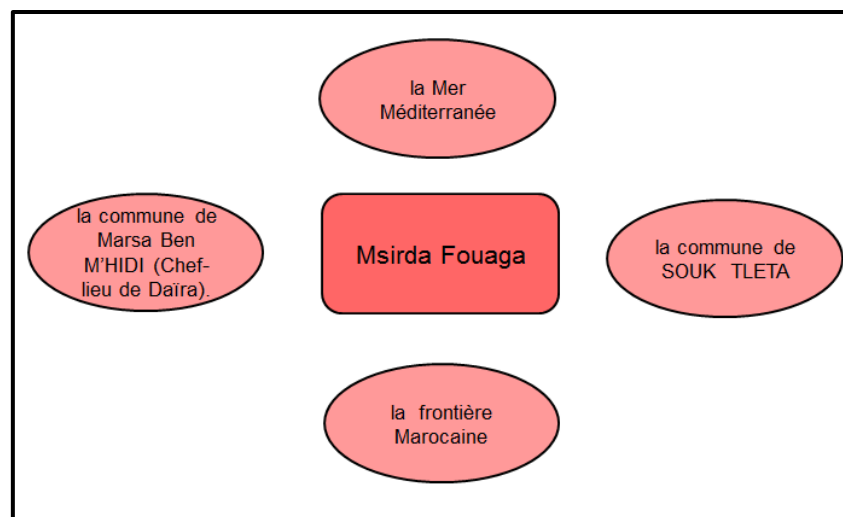 la Mer
Méditerranée
la commune de
Marsa Ben
M'HIDI (Chef-
lieu de Daïra).
Msirda Fouaga
la commune de
SOUK TLETA
la frontière
Marocaine